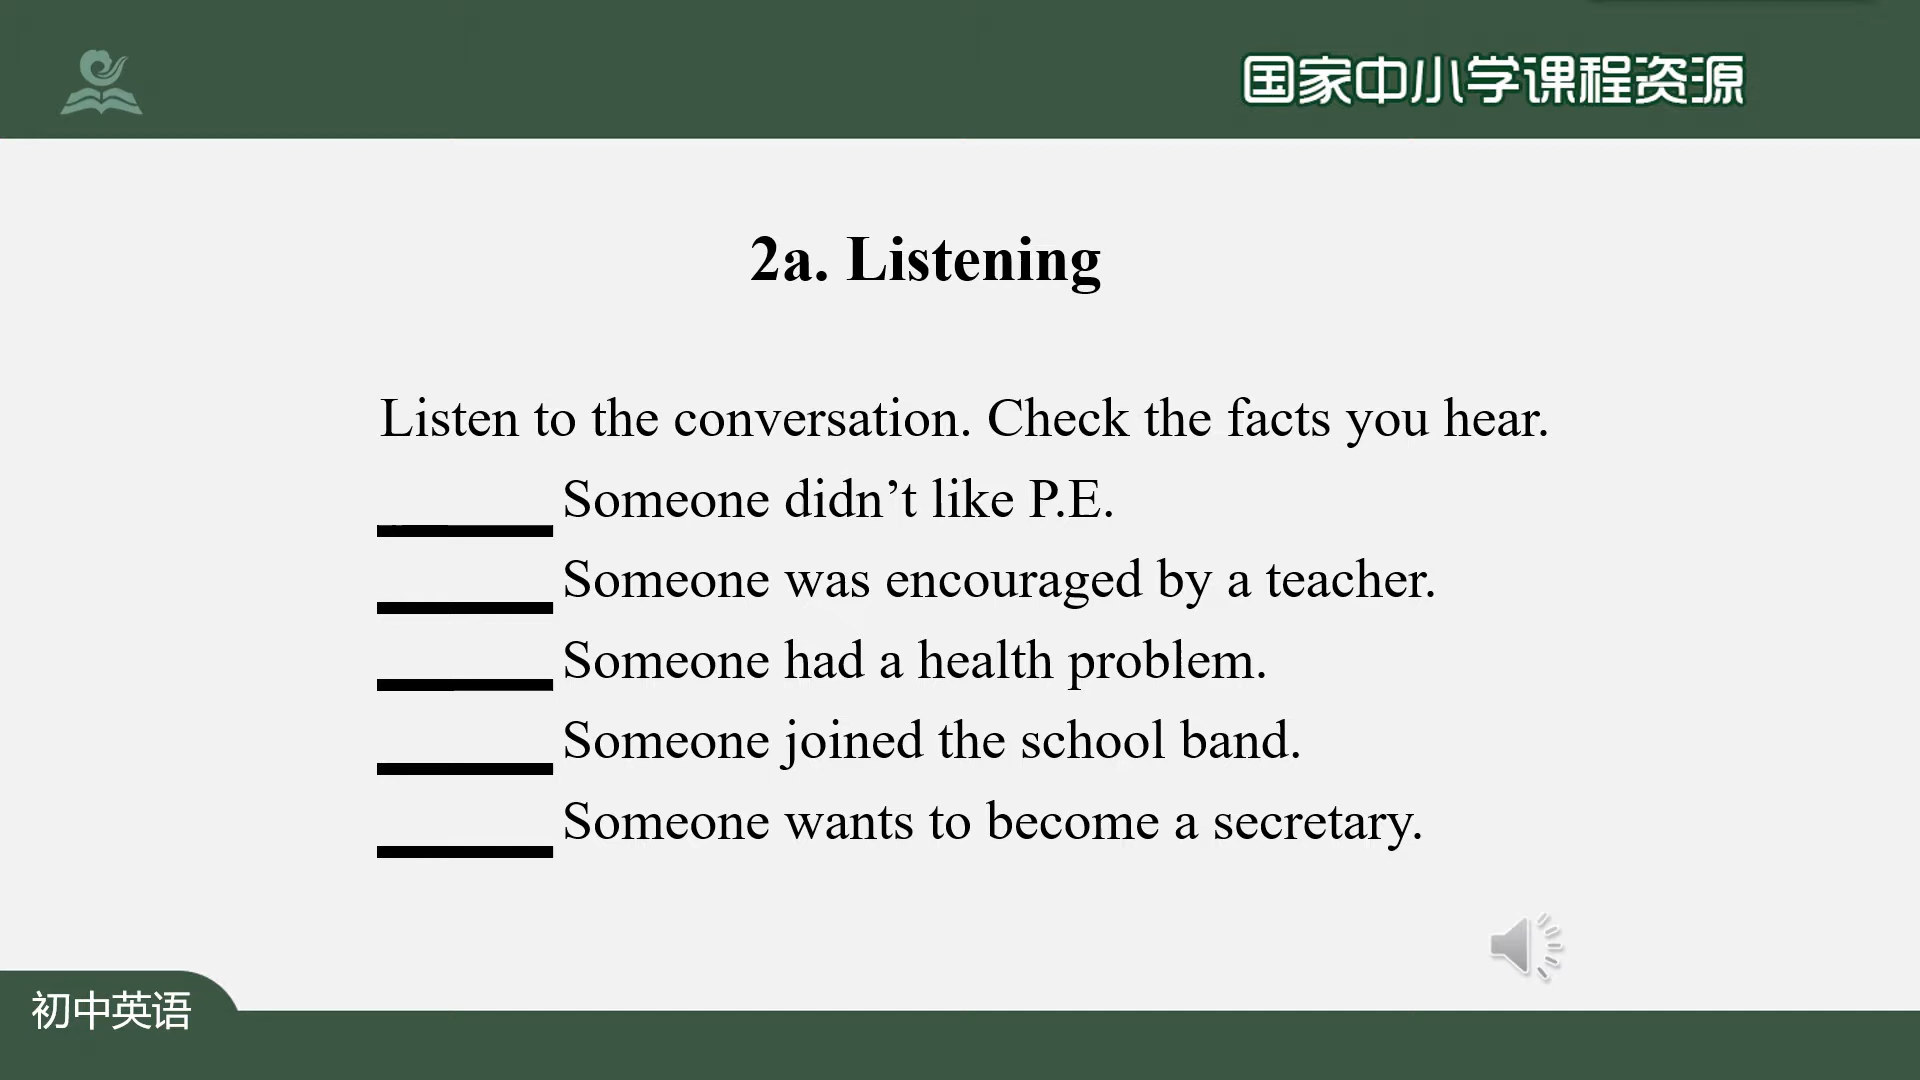 国家中小学课程资源
2a. Listening
Listen to the conversation. Check the facts you hear.
______ Someone didn’t like P.E.
______ Someone was encouraged by a teacher.
______ Someone had a health problem.
______ Someone joined the school band.
______ Someone wants to become a secretary.
初中英语